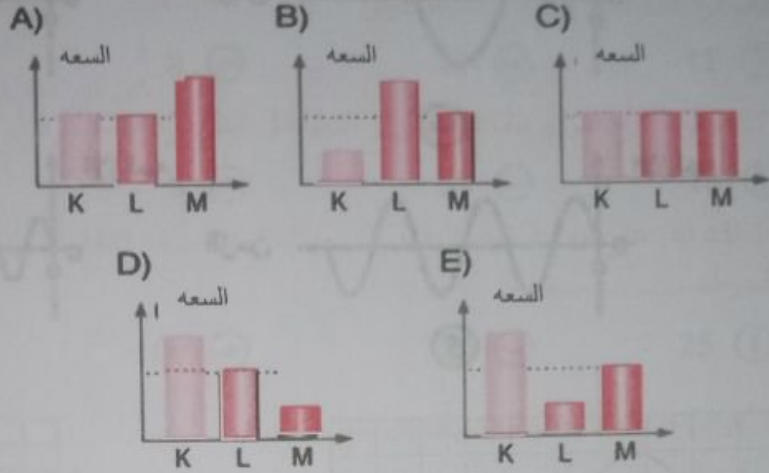 A) B) C)
السعه السعه السعه
K L M K L M K L M
D) E)
السعه السعه
K L M K L M